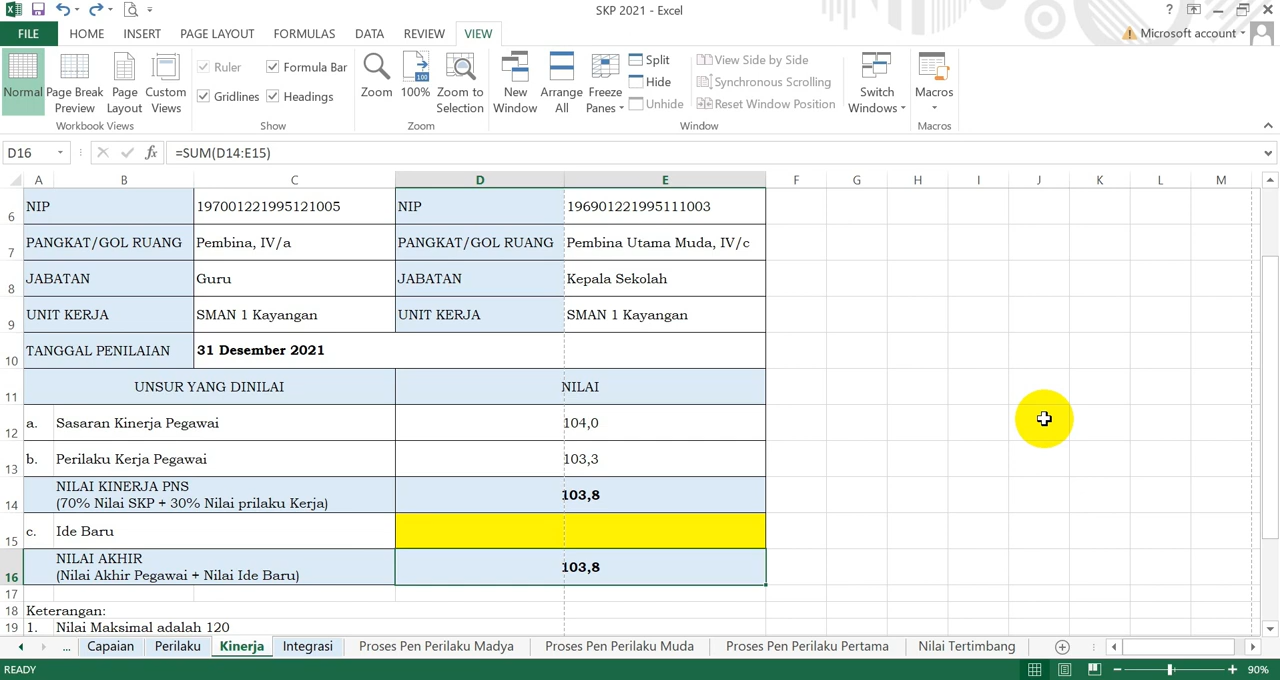 SKP 2021 - Excel
?
FILE HOME INSERT PAGE LAYOUT FORMULAS DATA REVIEW VIEW Microsoft account
Normal Page Break Preview Page Layout Custom Views Ruler Formula Bar Gridlines Headings Zoom 100% Zoom to Selection New Window Arrange All Freeze Panes Split Hide Unhide View Side by Side Synchronous Scrolling Reset Window Position Switch Windows Macros
Workbook Views Show Zoom Window Macros
D16 fx =SUM(D14:E15)
A B C D E F G H I J K L M
6 NIP 197001221995121005 NIP 196901221995111003
7 PANGKAT/GOL RUANG Pembina, IV/a PANGKAT/GOL RUANG Pembina Utama Muda, IV/c
8 JABATAN Guru JABATAN Kepala Sekolah
9 UNIT KERJA SMAN 1 Kayangan UNIT KERJA SMAN 1 Kayangan
10 TANGGAL PENILAIAN 31 Desember 2021
11 UNSUR YANG DINILAI NILAI
12 a. Sasaran Kinerja Pegawai 104,0
13 b. Perilaku Kerja Pegawai 103,3
14 NILAI KINERJA PNS 103,8
(70% Nilai SKP + 30% Nilai prilaku Kerja)
15 c. Ide Baru
16 NILAI AKHIR 103,8
(Nilai Akhir Pegawai + Nilai Ide Baru)
17
18 Keterangan:
19 1. Nilai Maksimal adalah 120
... Capaian Perilaku Kinerja Integrasi Proses Pen Perilaku Madya Proses Pen Perilaku Muda Proses Pen Perilaku Pertama Nilai Tertimbang
READY 90%